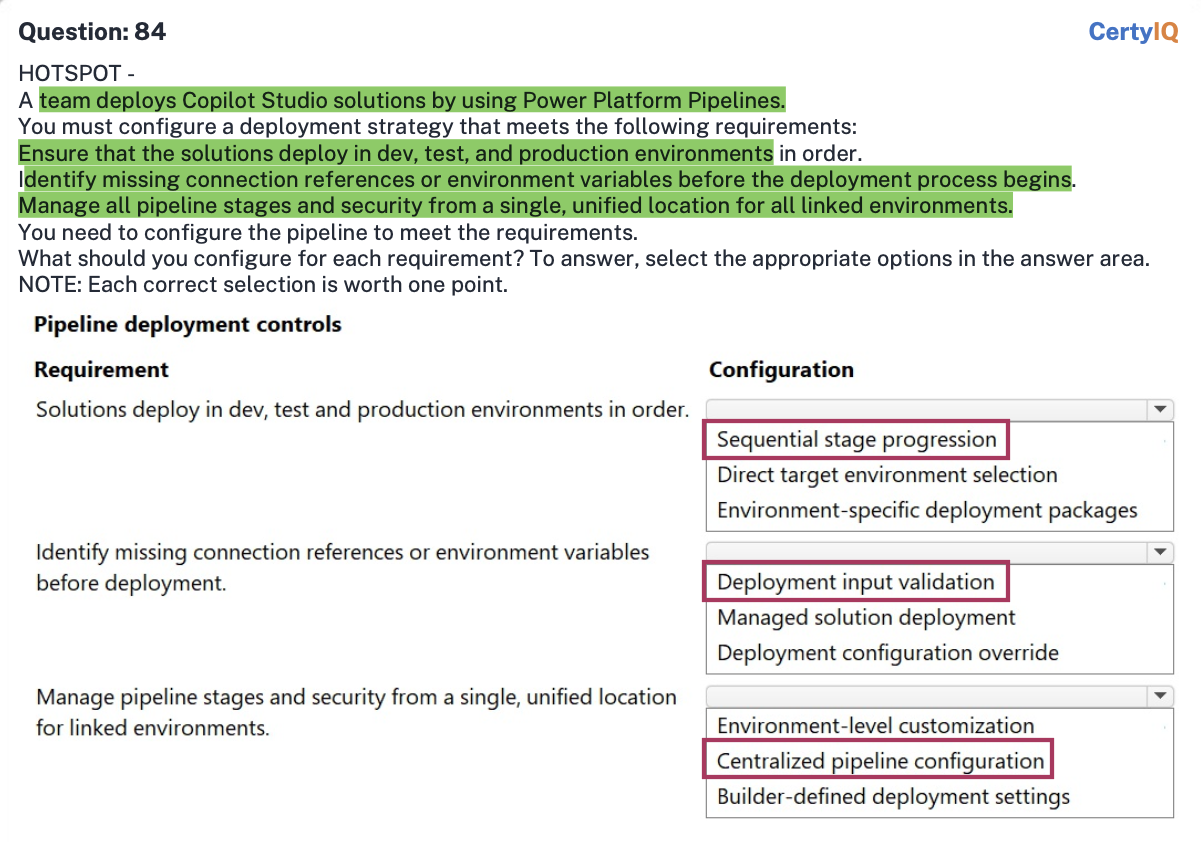 Question: 84
CertyIQ
HOTSPOT -
A team deploys Copilot Studio solutions by using Power Platform Pipelines.
You must configure a deployment strategy that meets the following requirements:
Ensure that the solutions deploy in dev, test, and production environments in order.
Identify missing connection references or environment variables before the deployment process begins.
Manage all pipeline stages and security from a single, unified location for all linked environments.
You need to configure the pipeline to meet the requirements.
What should you configure for each requirement? To answer, select the appropriate options in the answer area.
NOTE: Each correct selection is worth one point.
Pipeline deployment controls
Requirement
Configuration
Solutions deploy in dev, test and production environments in order.
Sequential stage progression
Direct target environment selection
Environment-specific deployment packages
Identify missing connection references or environment variables
before deployment.
Deployment input validation
Managed solution deployment
Deployment configuration override
Manage pipeline stages and security from a single, unified location
for linked environments.
Environment-level customization
Centralized pipeline configuration
Builder-defined deployment settings